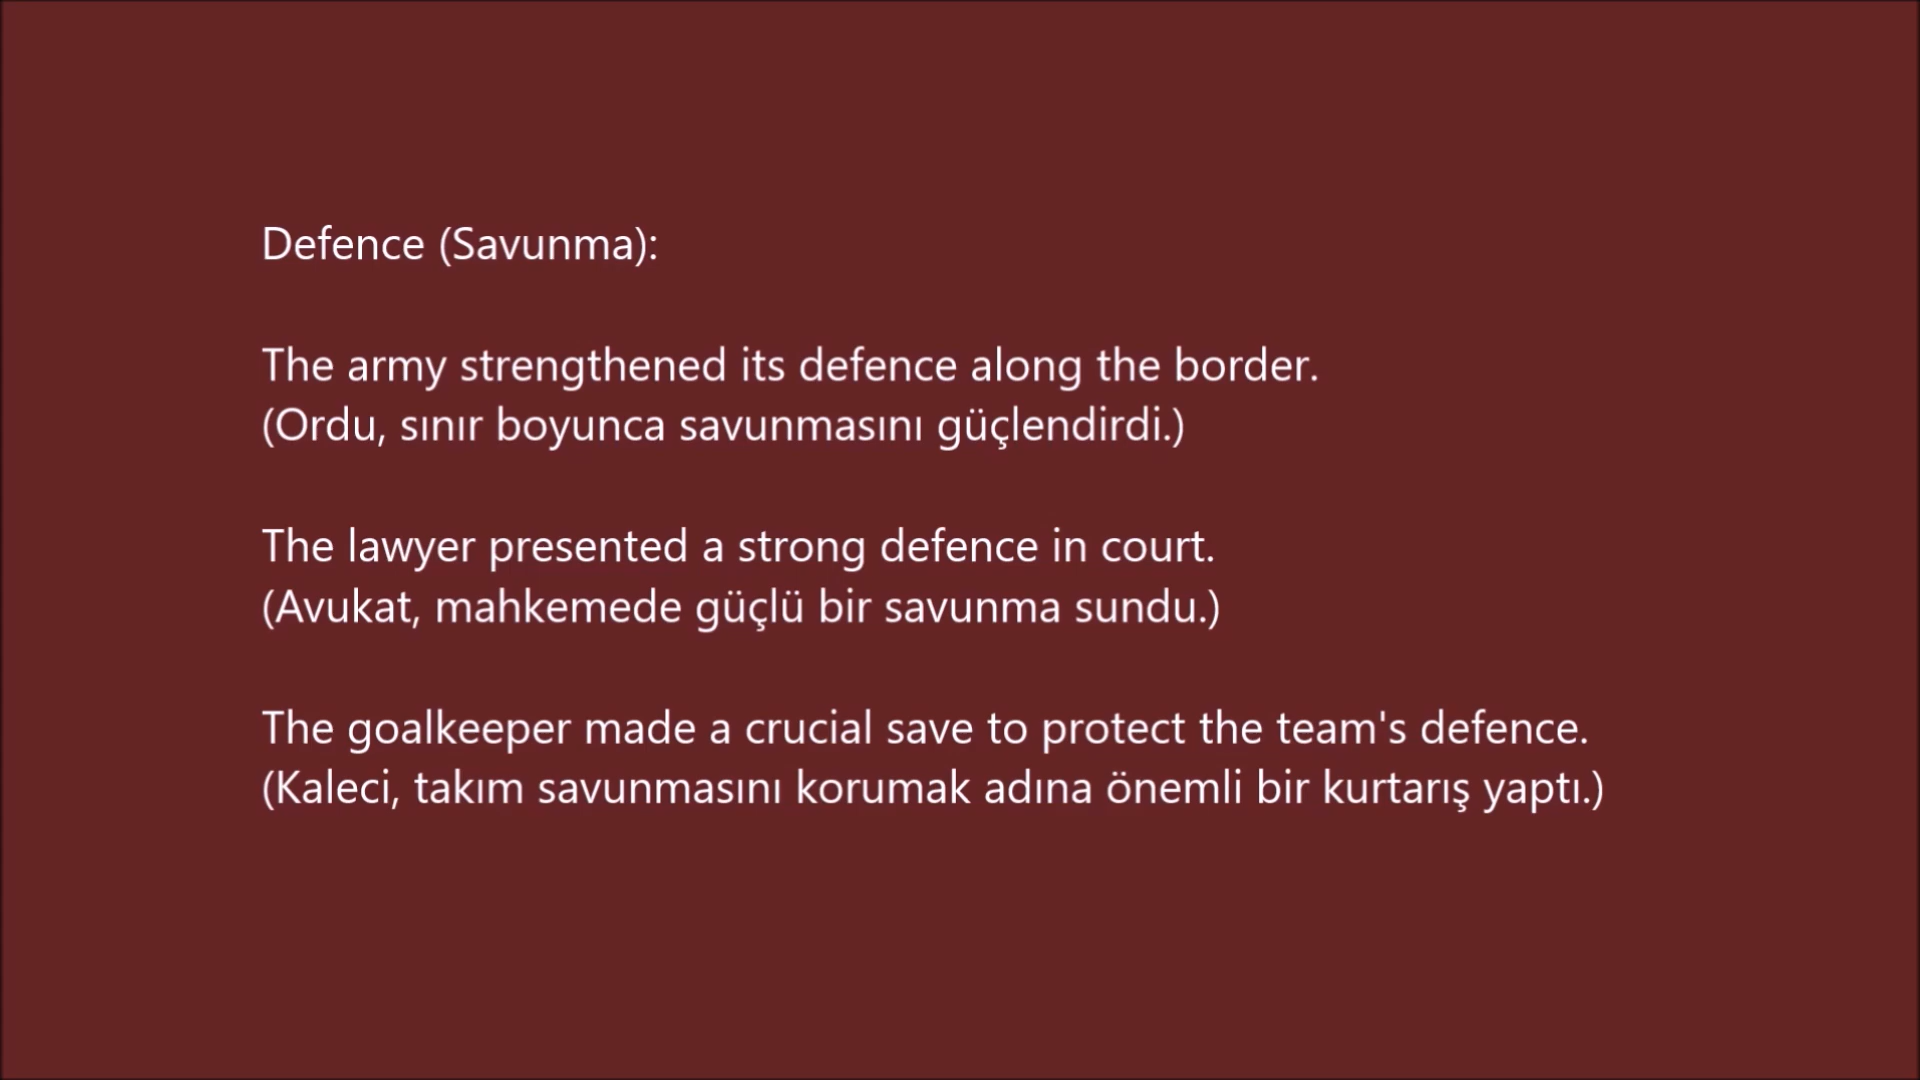 Defence (Savunma):
The army strengthened its defence along the border.
(Ordu, sınır boyunca savunmasını güçlendirdi.)
The lawyer presented a strong defence in court.
(Avukat, mahkemede güçlü bir savunma sundu.)
The goalkeeper made a crucial save to protect the team's defence.
(Kaleci, takım savunmasını korumak adına önemli bir kurtarış yaptı.)